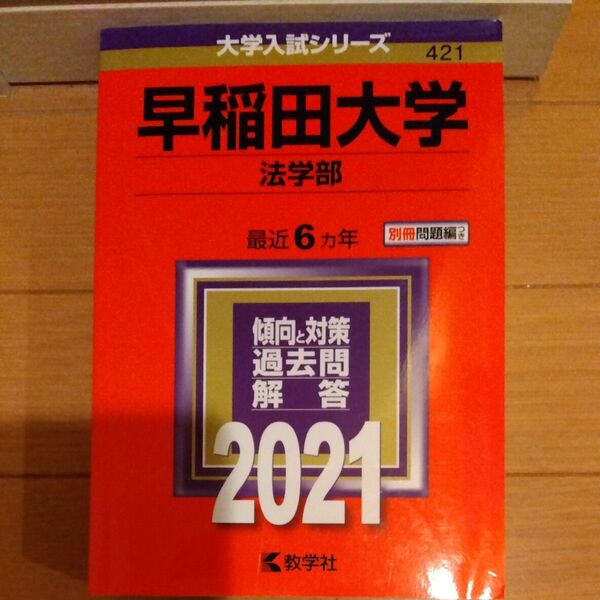 大学入試シリーズ
421
早稲田大学
法学部
最近6カ年
別冊問題編つき
傾向と対策
過去問
解答
2021
教学社